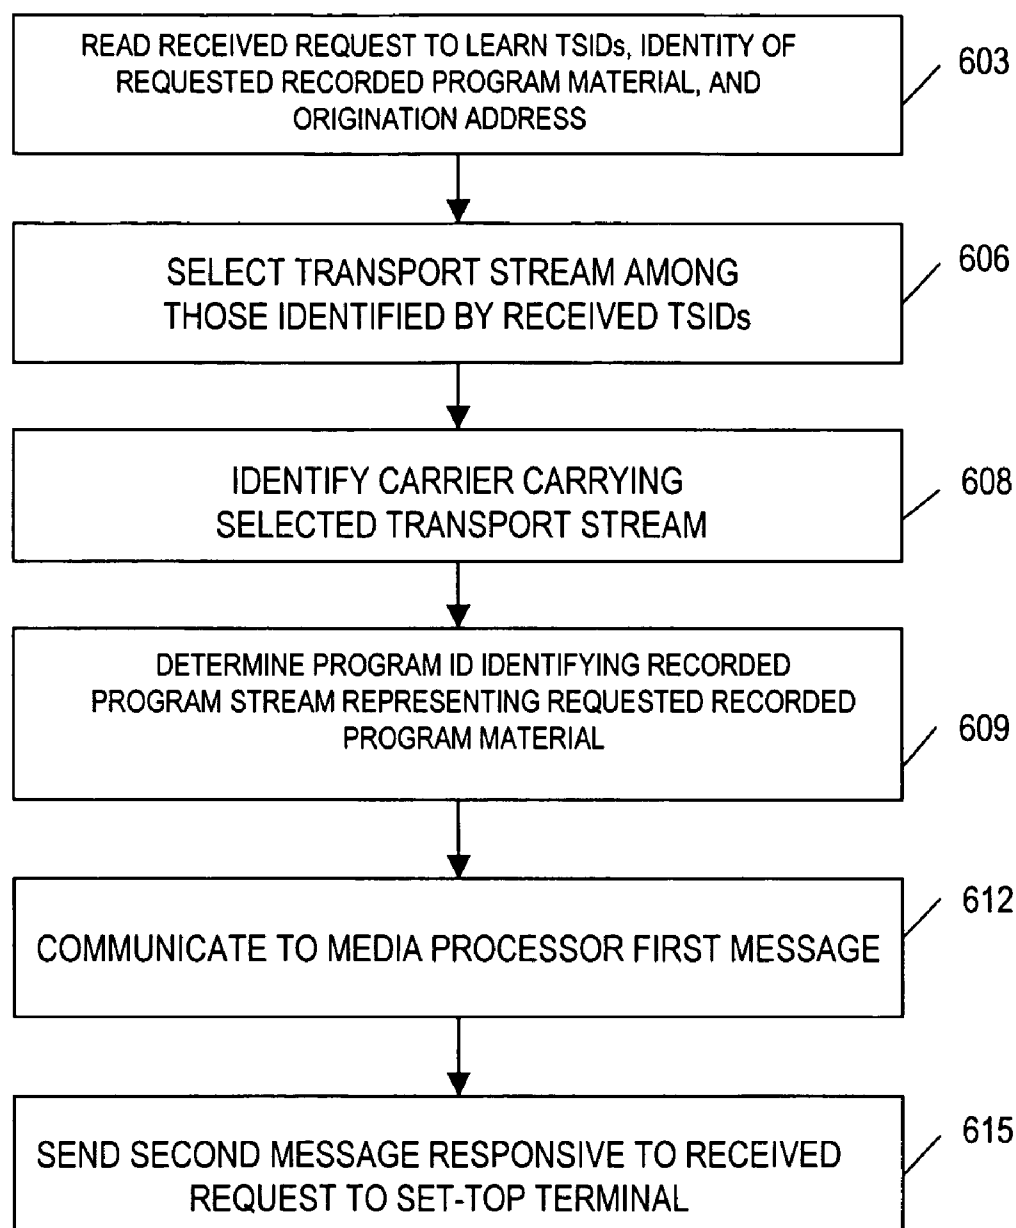 READ RECEIVED REQUEST TO LEARN TSIDs, IDENTITY OF
REQUESTED RECORDED PROGRAM MATERIAL, AND
ORIGINATION ADDRESS
603
SELECT TRANSPORT STREAM AMONG
THOSE IDENTIFIED BY RECEIVED TSIDs
606
IDENTIFY CARRIER CARRYING
SELECTED TRANSPORT STREAM
608
DETERMINE PROGRAM ID IDENTIFYING RECORDED
PROGRAM STREAM REPRESENTING REQUESTED RECORDED
PROGRAM MATERIAL
609
COMMUNICATE TO MEDIA PROCESSOR FIRST MESSAGE
612
SEND SECOND MESSAGE RESPONSIVE TO RECEIVED
REQUEST TO SET-TOP TERMINAL
615